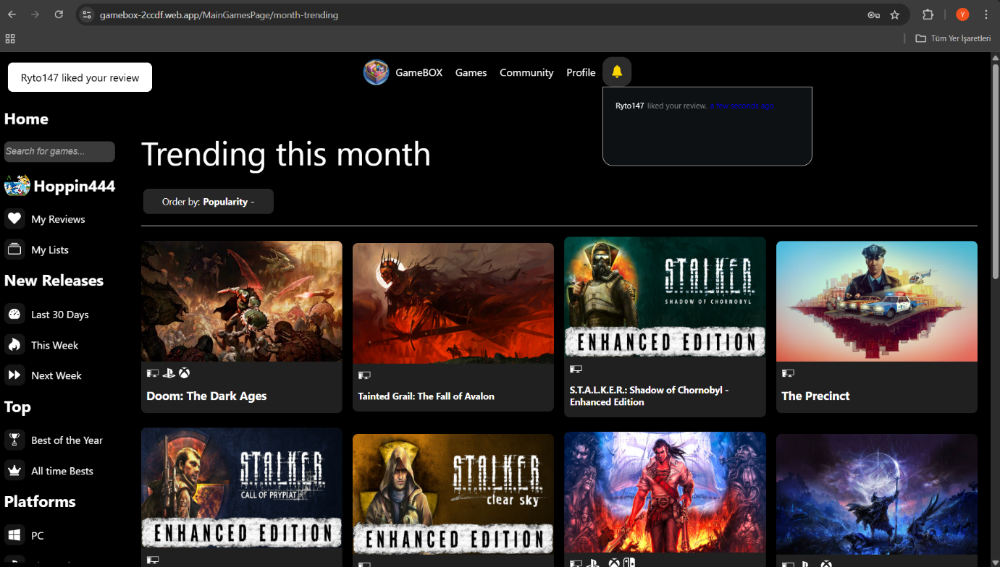 gamebox-2ccdf.web.app/MainGamesPage/month-trending
Y
Tüm Yer İşaretleri
Ryto147 liked your review
GameBOX Games Community Profile
Ryto147 liked your review. a few seconds ago
Home
Search for games...
Hoppin444
My Reviews
My Lists
New Releases
Last 30 Days
This Week
Next Week
Top
Best of the Year
All time Bests
Platforms
PC
Trending this month
Order by: Popularity -
S.T.A.L.K.E.R.
SHADOW OF CHORNOBYL
ENHANCED EDITION
Doom: The Dark Ages
Tainted Grail: The Fall of Avalon
S.T.A.L.K.E.R.: Shadow of Chornobyl -
Enhanced Edition
The Precinct
S.T.A.L.K.E.R.
CALL OF PRYPIAT
ENHANCED EDITION
S.T.A.L.K.E.R.
clear sky
ENHANCED EDITION